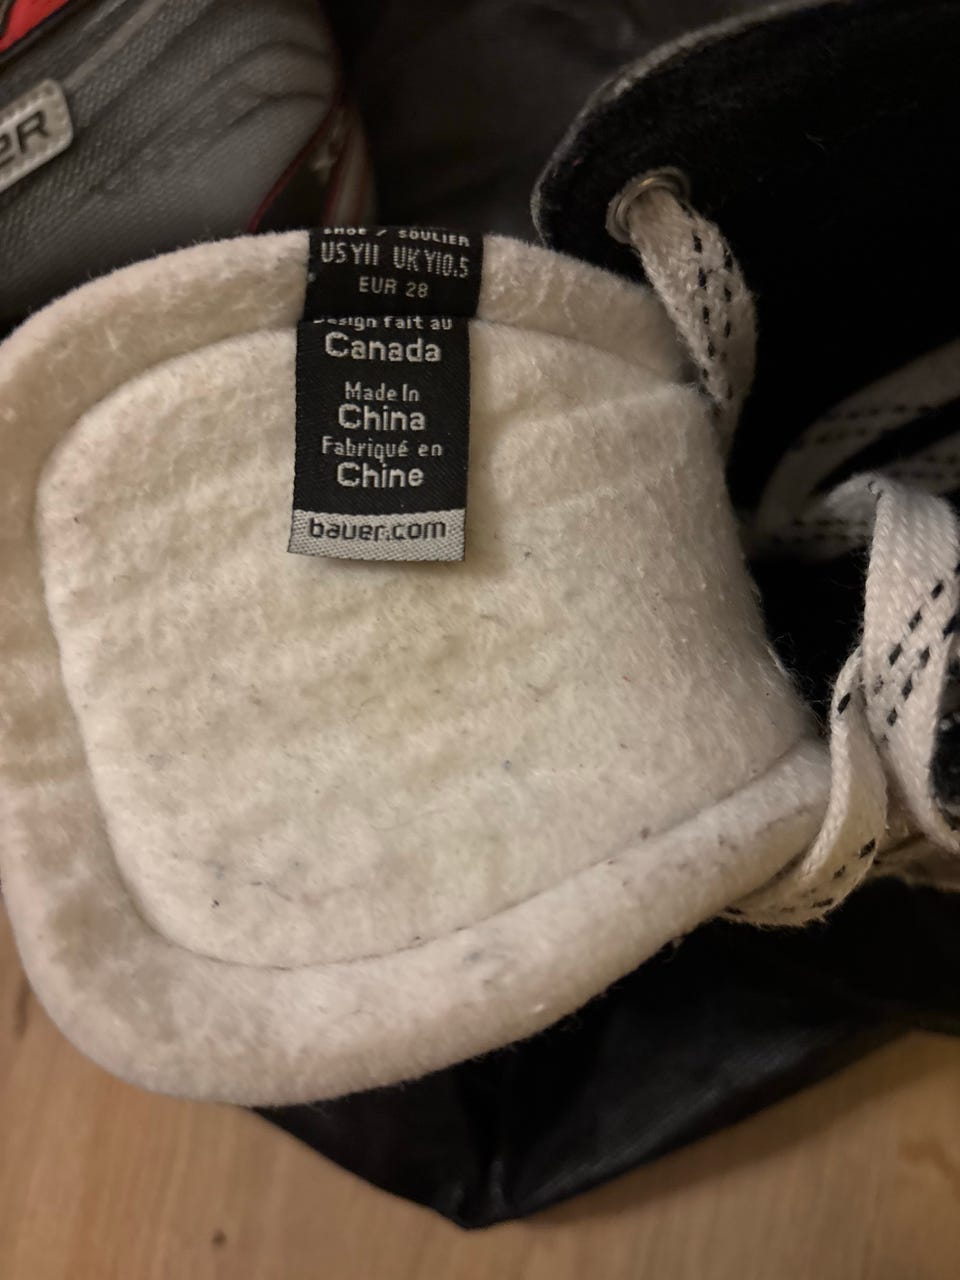 SHOE / SOULIER
US Y11 UK Y10.5
EUR 28
Design fait au
Canada
Made In
China
Fabriqué en
Chine
bauer.com